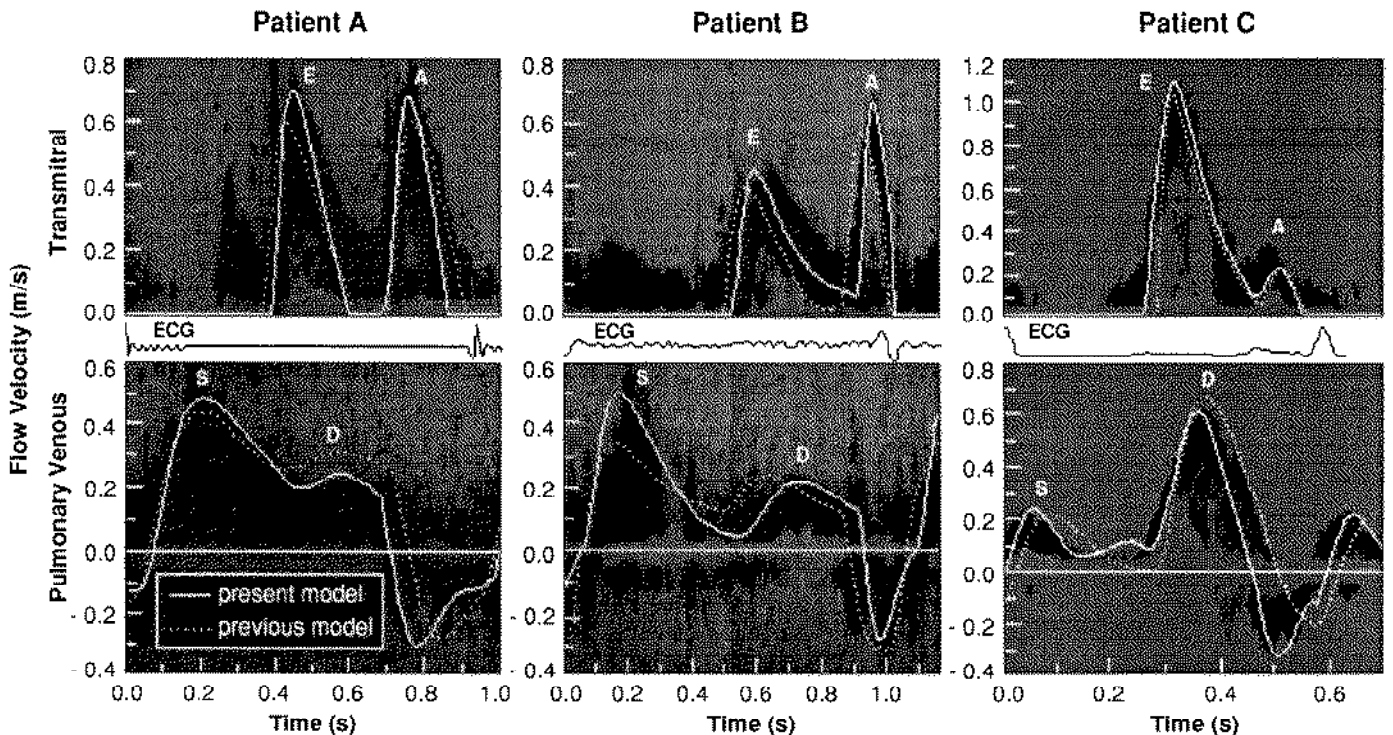 Patient A
Patient B
Patient C
Flow Velocity (m/s)
Transmitral
0.8
0.6
0.4
0.2
0.0
E
A
0.8
0.6
0.4
0.2
0.0
E
A
1.2
1.0
0.8
0.6
0.4
0.2
0.0
E
A
ECG
ECG
ECG
Pulmonary Venous
0.6
0.4
0.2
0.0
- 0.2
- 0.4
S
D
present model
previous model
0.6
0.4
0.2
0.0
- 0.2
- 0.4
S
D
0.8
0.6
0.4
0.2
0.0
- 0.2
- 0.4
S
D
0.0 0.2 0.4 0.6 0.8 1.0
Time (s)
0.0 0.2 0.4 0.6 0.8 1.0
Time (s)
0.0 0.2 0.4 0.6
Time (s)